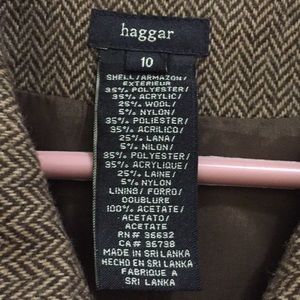 haggar
10
SHELL/ARMAZON/
EXTERIEUR
35% POLYESTER/
35% ACRYLIC/
25% WOOL/
5% NYLON/
35% POLIESTER/
35% ACRILICO/
25% LANA/
5% NILON/
35% POLYESTER/
35% ACRYLIQUE/
25% LAINE/
5% NYLON
LINING/FORRO/
DOUBLURE
100% ACETATE/
ACETATO/
ACETATE
RN# 36632
CA# 36738
MADE IN SRI LANKA
HECHO EN SRI LANKA
FABRIQUE A
SRI LANKA